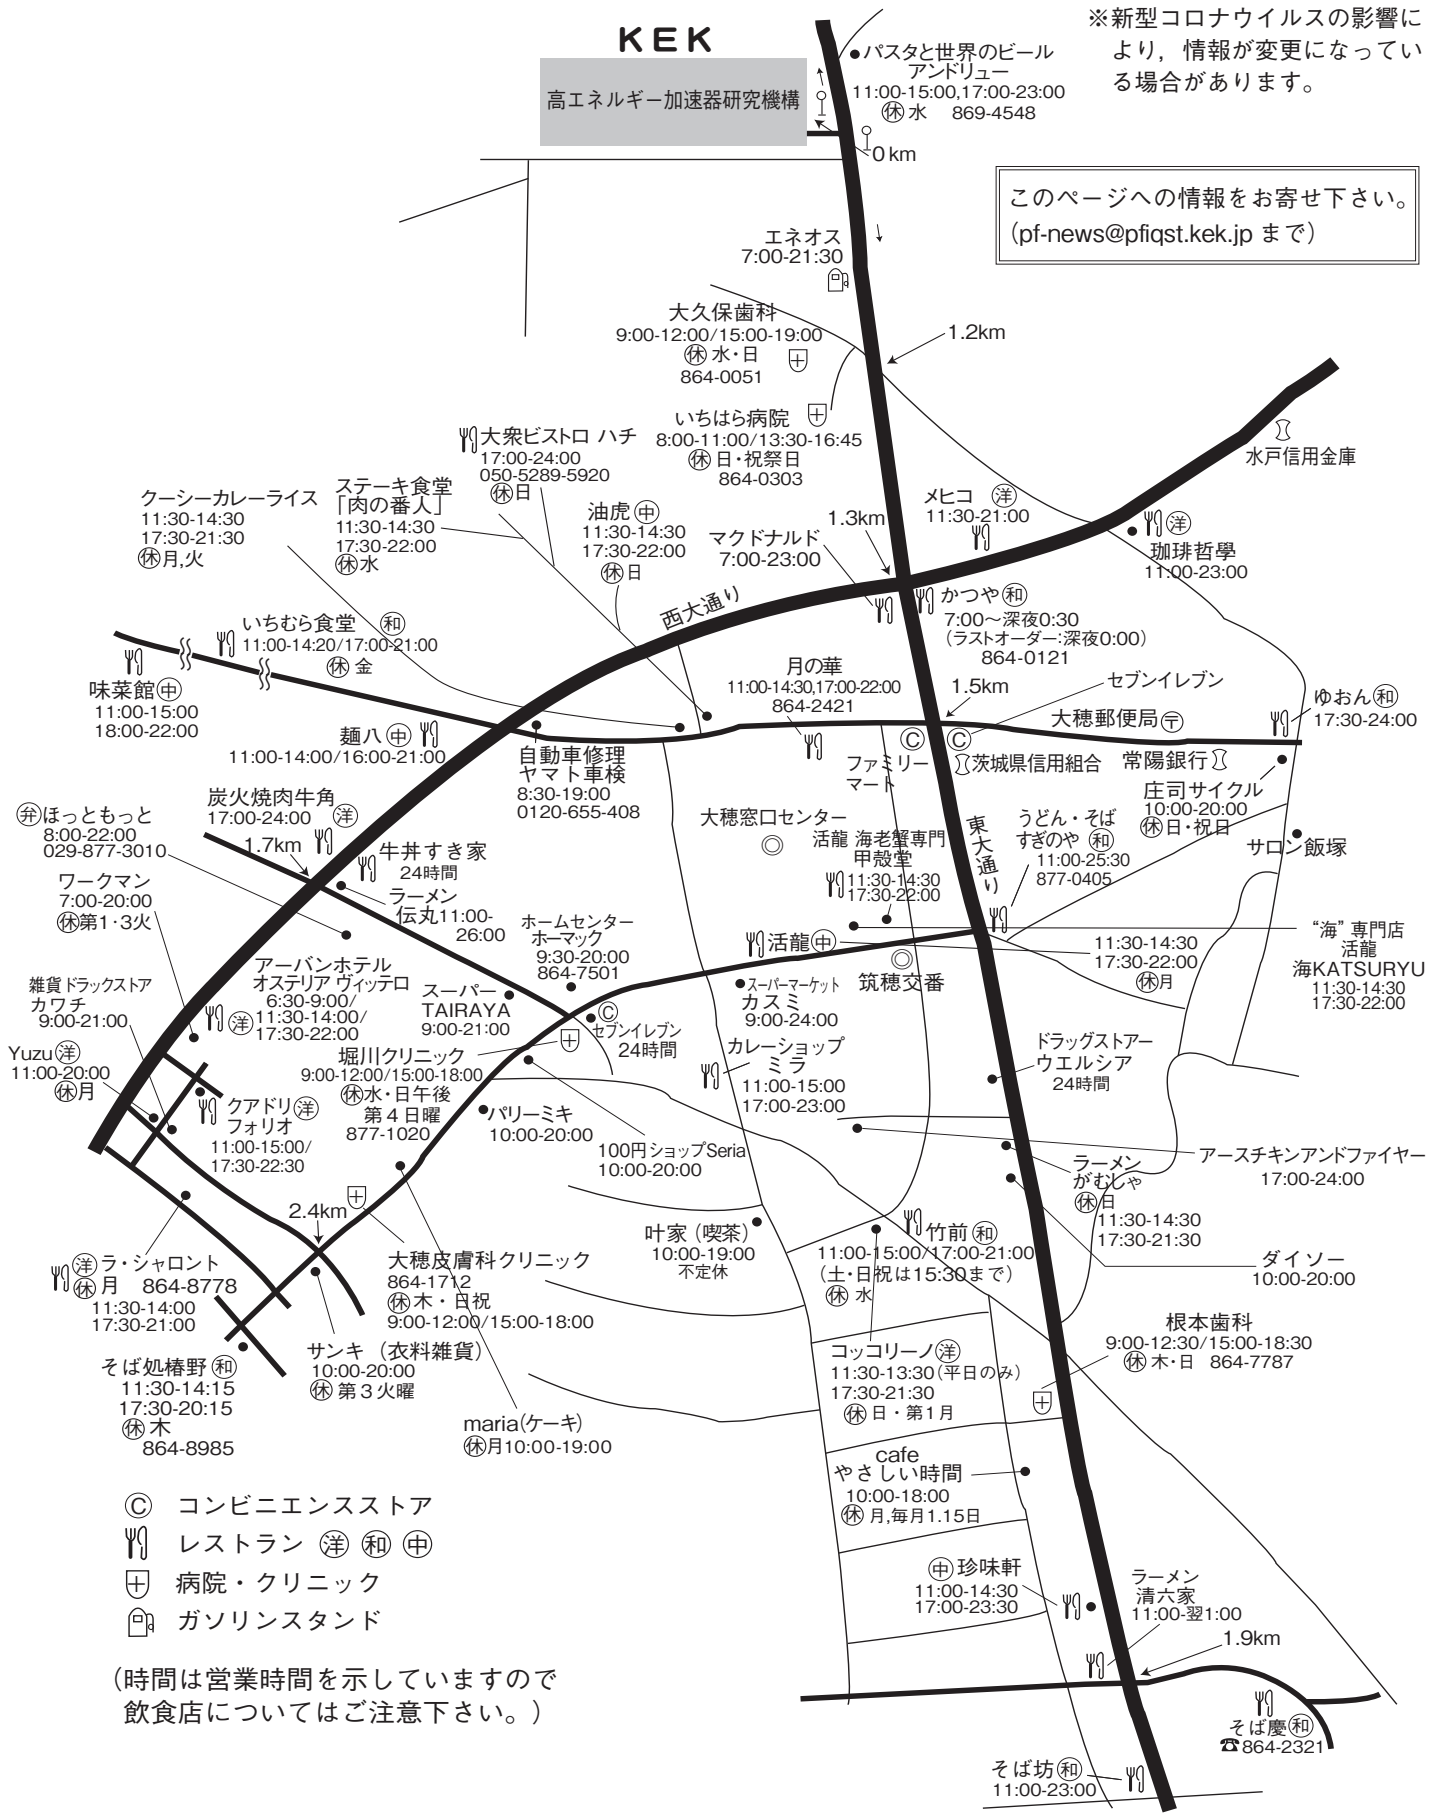 KEK
高エネルギー加速器研究機構
※新型コロナウイルスの影響に
より，情報が変更になってい
る場合があります。
パスタと世界のビール
アンドリュー
11:00-15:00,17:00-23:00
㊡水 869-4548
0 km
このページへの情報をお寄せ下さい。
（pf-news@pfiqst.kek.jp まで）
エネオス
7:00-21:30
大久保歯科
9:00-12:00/15:00-19:00
㊡水・日
864-0051
1.2km
いちはら病院
8:00-11:00/13:30-16:45
㊡日・祝祭日
864-0303
水戸信用金庫
大衆ビストロ ハチ
17:00-24:00
050-5289-5920
㊡日
ステーキ食堂
「肉の番人」
11:30-14:30
17:30-22:00
㊡水
クーシーカレーライス
11:30-14:30
17:30-21:30
㊡月,火
油虎㊥
11:30-14:30
17:30-22:00
㊡日
マクドナルド
7:00-23:00
1.3km
メヒコ 洋
11:30-21:00
洋
珈琲哲學
11:00-23:00
西大通り
かつや和
7:00〜深夜0:30
（ラストオーダー:深夜0:00）
864-0121
いちむら食堂 和
11:00-14:20/17:00-21:00
㊡金
味菜館㊥
11:00-15:00
18:00-22:00
月の華
11:00-14:30,17:00-22:00
864-2421
1.5km
セブンイレブン
大穂郵便局〒
ゆおん和
17:30-24:00
麺八㊥
11:00-14:00/16:00-21:00
自動車修理
ヤマト車検
8:30-19:00
0120-655-408
Ⓒ
Ⓒ
ファミリー
マート
茨城県信用組合
常陽銀行
庄司サイクル
10:00-20:00
㊡日・祝日
サロン飯塚
炭火焼肉牛角
17:00-24:00 洋
1.7km
弁ほっともっと
8:00-22:00
029-877-3010
牛丼すき家
24時間
ラーメン
伝丸11:00-
26:00
ワークマン
7:00-20:00
㊡第1・3火
大穂窓口センター
◎
活龍 海老蟹専門
甲殻堂
11:30-14:30
17:30-22:00
東大通り
うどん・そば
すぎのや 和
11:00-25:30
877-0405
ホームセンター
ホーマック
9:30-20:00
864-7501
活龍㊥
11:30-14:30
17:30-22:00
㊡月
“海”専門店
活龍
海KATSURYU
11:30-14:30
17:30-22:00
◎
筑穂交番
アーバンホテル
オステリア ヴィッテロ
6:30-9:00/
洋 11:30-14:00/
17:30-22:00
スーパー
TAIRAYA
9:00-21:00
スーパーマーケット
カスミ
9:00-24:00
雑貨 ドラックストア
カワチ
9:00-21:00
Ⓒ
セブンイレブン
24時間
Yuzu洋
11:00-20:00
㊡月
堀川クリニック
9:00-12:00/15:00-18:00
㊡水・日午後
第４日曜
877-1020
カレーショップ
ミラ
11:00-15:00
17:00-23:00
ドラッグストアー
ウエルシア
24時間
クアドリ洋
フォリオ
11:00-15:00/
17:30-22:30
パリーミキ
10:00-20:00
100円ショップSeria
10:00-20:00
アースチキンアンドファイヤー
17:00-24:00
ラーメン
がむしゃ
㊡日
11:30-14:30
17:30-21:30
2.4km
叶家（喫茶）
10:00-19:00
不定休
竹前 和
11:00-15:00/17:00-21:00
（土・日祝は15:30まで）
㊡水
ダイソー
10:00-20:00
洋ラ・シャロント
㊡月 864-8778
11:30-14:00
17:30-21:00
大穂皮膚科クリニック
864-1712
㊡木・日祝
9:00-12:00/15:00-18:00
根本歯科
9:00-12:30/15:00-18:30
㊡木・日 864-7787
サンキ（衣料雑貨）
10:00-20:00
㊡第３火曜
そば処椿野和
11:30-14:15
17:30-20:15
㊡木
864-8985
コッコリーノ洋
11:30-13:30（平日のみ）
17:30-21:30
㊡日・第1月
maria（ケーキ）
㊡月10:00-19:00
cafe
やさしい時間
10:00-18:00
㊡月,毎月1.15日
Ⓒ コンビニエンスストア
レストラン 洋 和 ㊥
病院・クリニック
ガソリンスタンド
㊥珍味軒
11:00-14:30
17:00-23:30
ラーメン
清六家
11:00-翌1:00
1.9km
（時間は営業時間を示していますので
飲食店についてはご注意下さい。）
そば慶和
☎864-2321
そば坊和
11:00-23:00